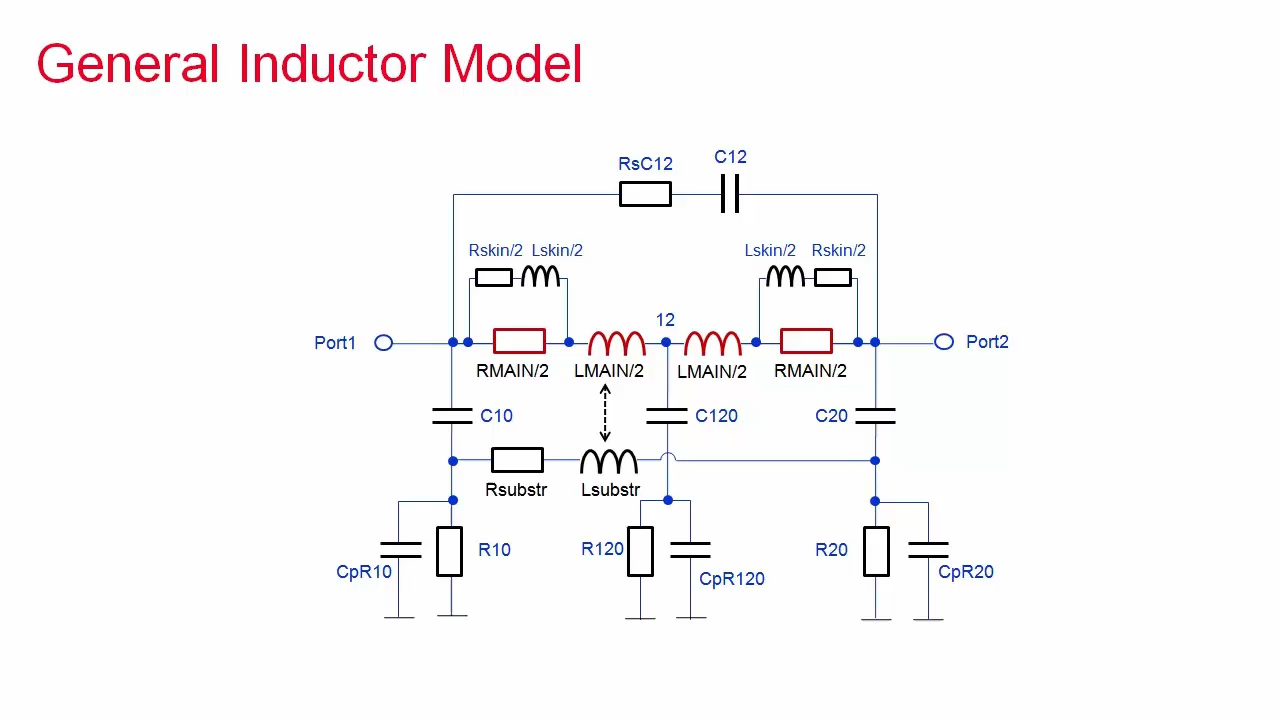 General Inductor Model
RsC12 C12
Rskin/2 Lskin/2 Lskin/2 Rskin/2
12
Port1 Port2
RMAIN/2 LMAIN/2 LMAIN/2 RMAIN/2
C10 C120 C20
Rsubstr Lsubstr
R10 R120 R20
CpR10 CpR120 CpR20